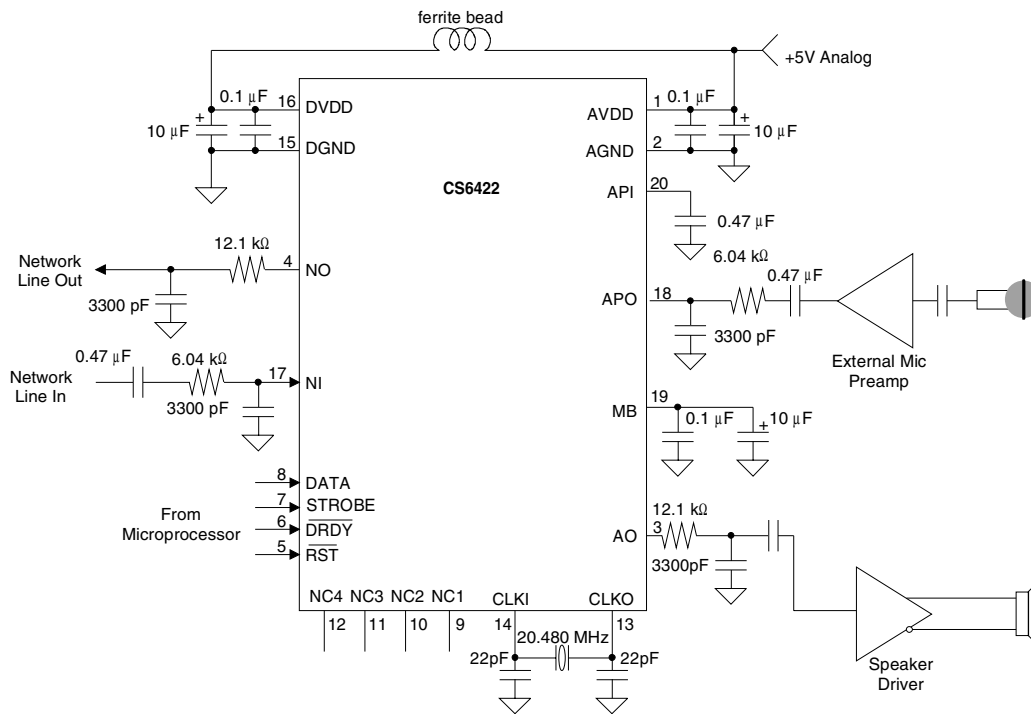 ferrite bead
+5V Analog
0.1 µF
+
10 µF
16
DVDD
15
DGND
1
AVDD
0.1 µF
+
10 µF
2
AGND
CS6422
20
API
0.47 µF
Network
Line Out
12.1 kΩ
4
NO
3300 pF
6.04 kΩ
0.47 µF
18
APO
3300 pF
External Mic
Preamp
Network
Line In
0.47 µF
6.04 kΩ
17
NI
3300 pF
19
MB
0.1 µF
+
10 µF
From
Microprocessor
8
DATA
7
STROBE
6
DRDY
5
RST
12.1 kΩ
3
AO
3300pF
Speaker
Driver
NC4
NC3
NC2
NC1
CLKI
CLKO
12
11
10
9
14
13
20.480 MHz
22pF
22pF